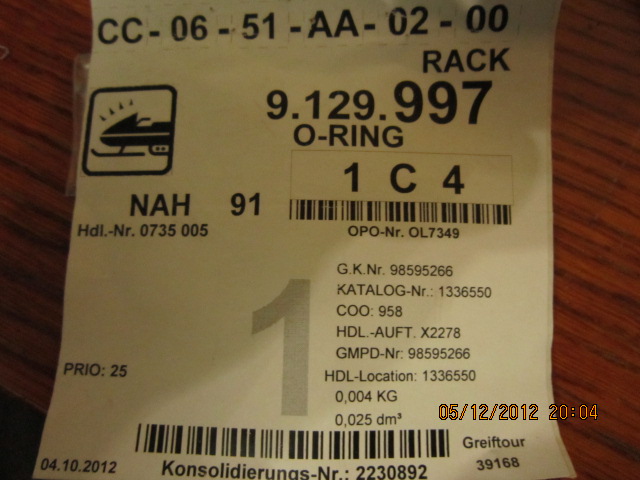 CC - 06 - 51 - AA - 02 - 00
RACK
9.129.997
O-RING
1 C 4
NAH 91
Hdl.-Nr. 0735 005
OPO-Nr. OL7349
G.K.Nr. 98595266
KATALOG-Nr.: 1336550
COO: 958
HDL.-AUFT. X2278
GMPD-Nr: 98595266
HDL-Location: 1336550
0,004 KG
0,025 dm³
1
PRIO: 25
05/12/2012 20:04
04.10.2012
Konsolidierungs-Nr.: 2230892
Greiftour
39168